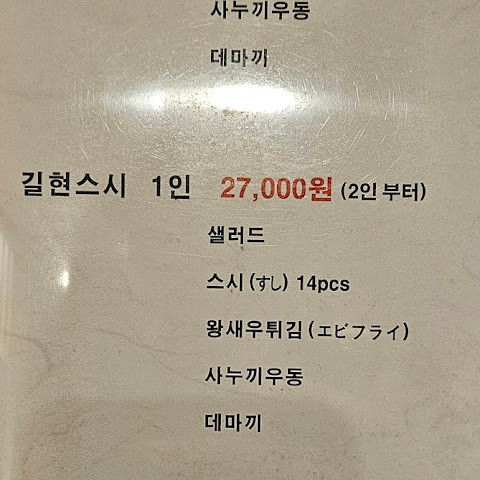 사누끼우동
데마끼
길현스시 1인 27,000원 (2인 부터)
샐러드
스시 (すし) 14pcs
왕새우튀김 (エビフライ)
사누끼우동
데마끼